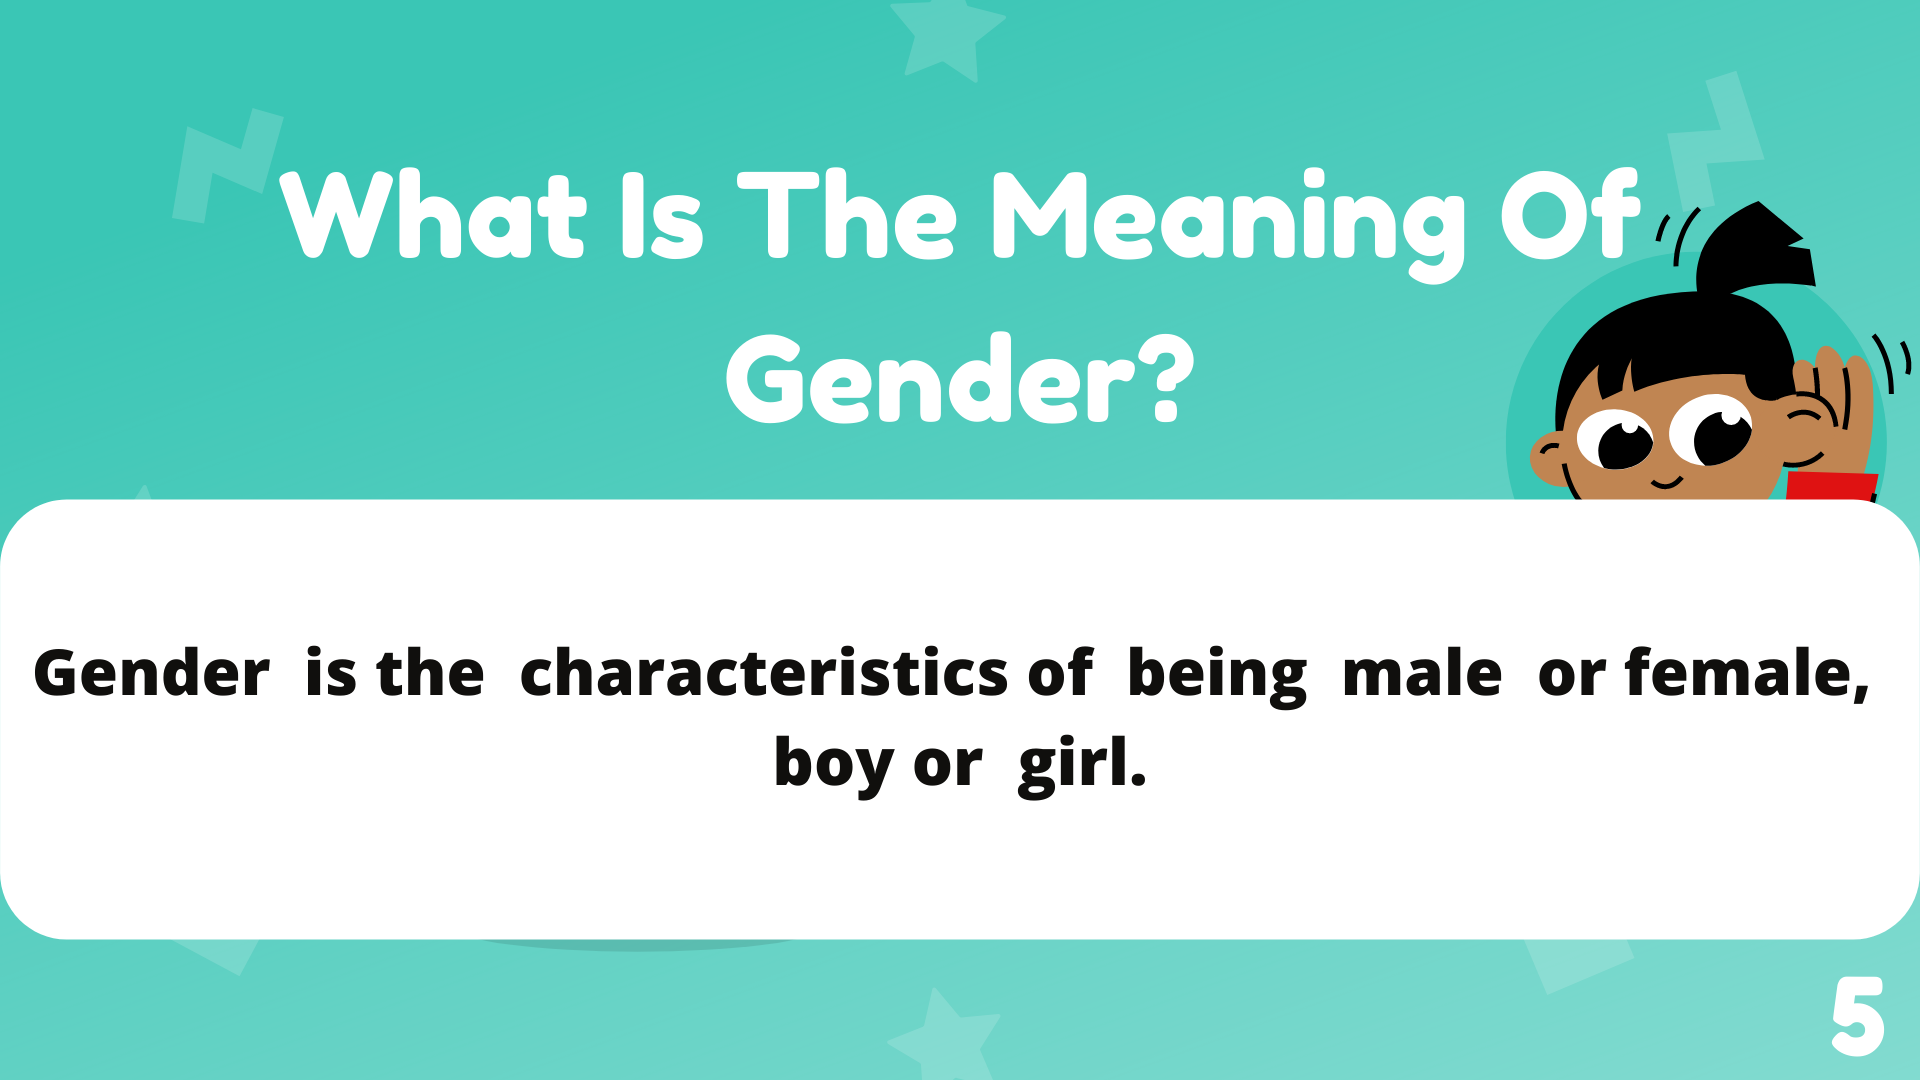 What Is The Meaning Of
Gender?
Gender is the characteristics of being male or female,
boy or girl.
5